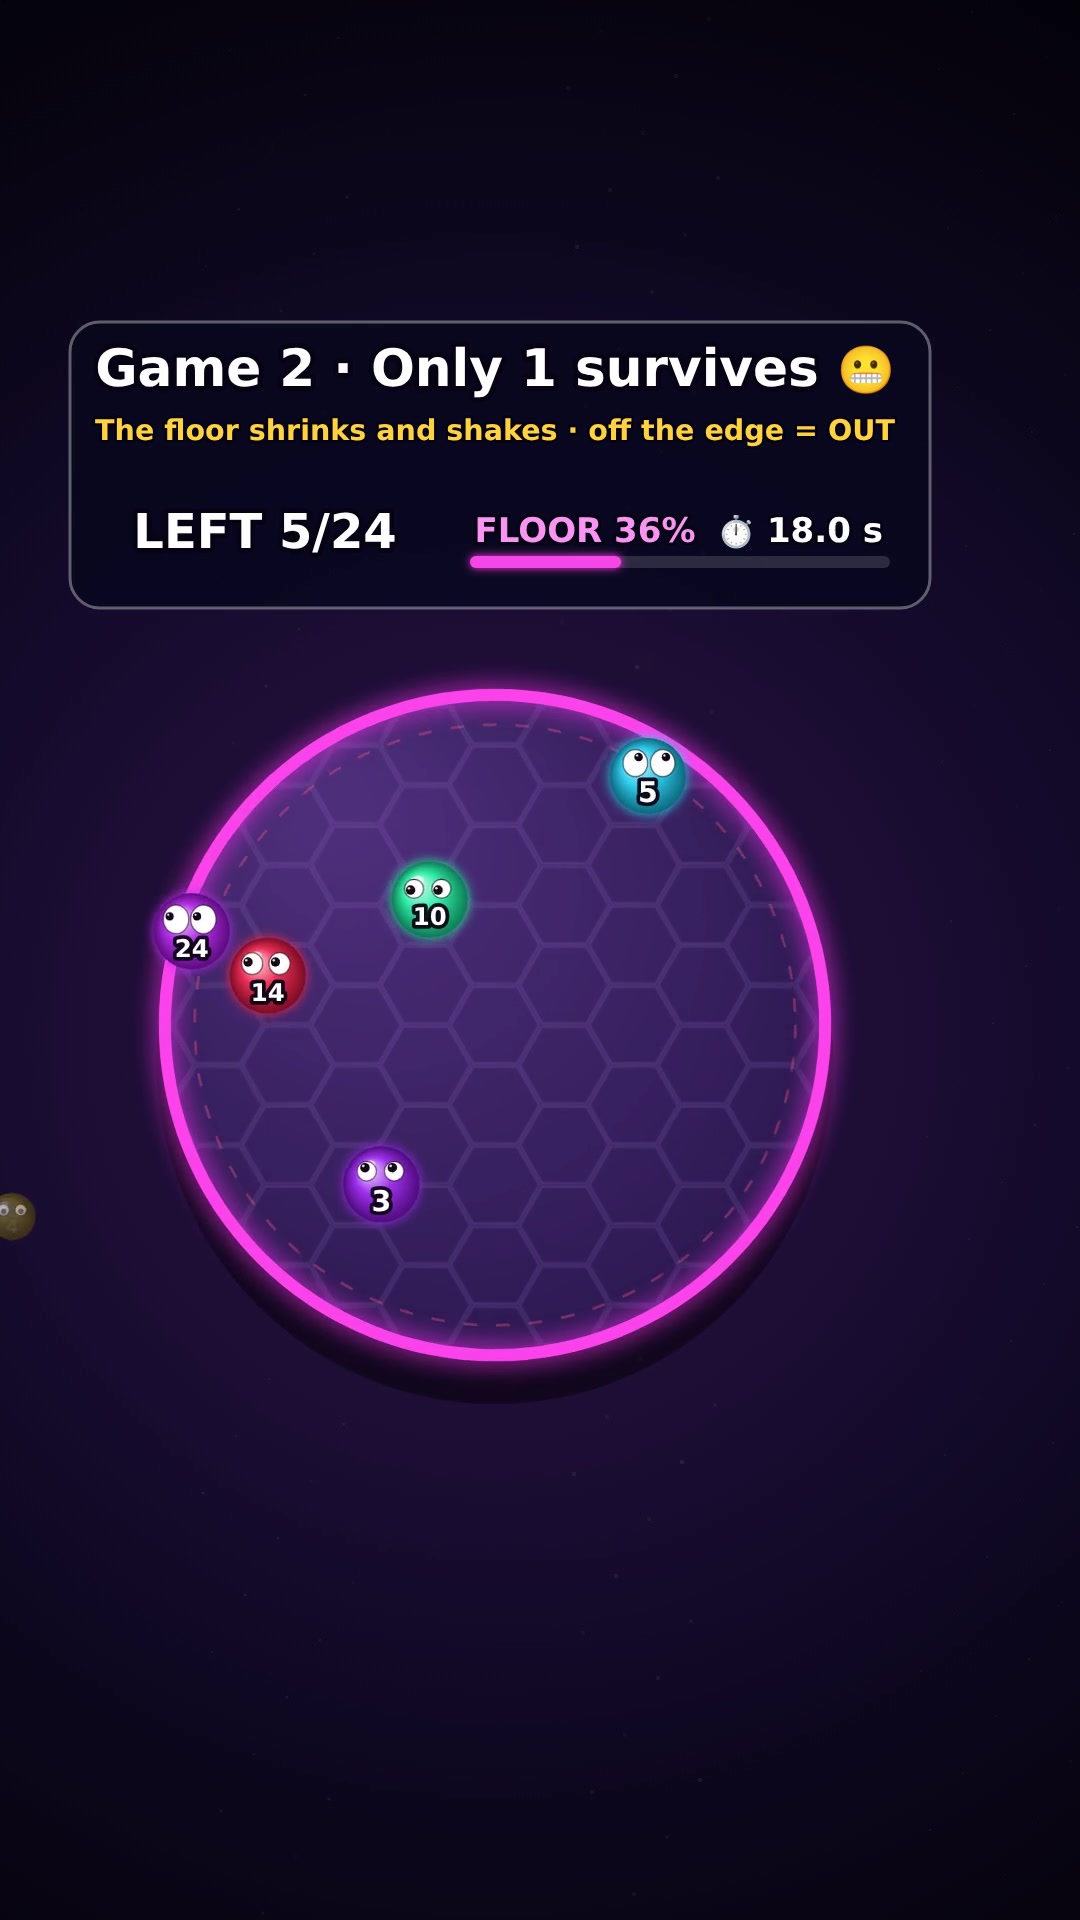 Game 2 · Only 1 survives 😬
The floor shrinks and shakes · off the edge = OUT
LEFT 5/24
FLOOR 36% ⏱ 18.0 s
5
10
24
14
3